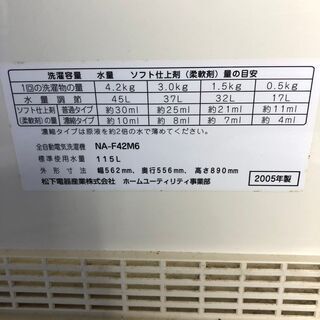 洗濯容量 水量 ソフト仕上剤（柔軟剤）量の目安
1回の洗濯物の量 4.2kg 3.0kg 1.5kg 0.5kg
水量調節 45L 37L 32L 17L
ソフト仕上剤 普通タイプ 約30ml 約25ml 約21ml 約11ml
（柔軟剤）の量 濃縮タイプ 約10ml 約8ml 約7ml 約4ml
濃縮タイプは原液を約2倍の水で薄めてください。
全自動電気洗濯機 NA-F42M6
標準使用水量 115L
外形寸法 幅562mm、奥行556mm、高さ890mm
松下電器産業株式会社 ホームユーティリティ事業部
2005年製